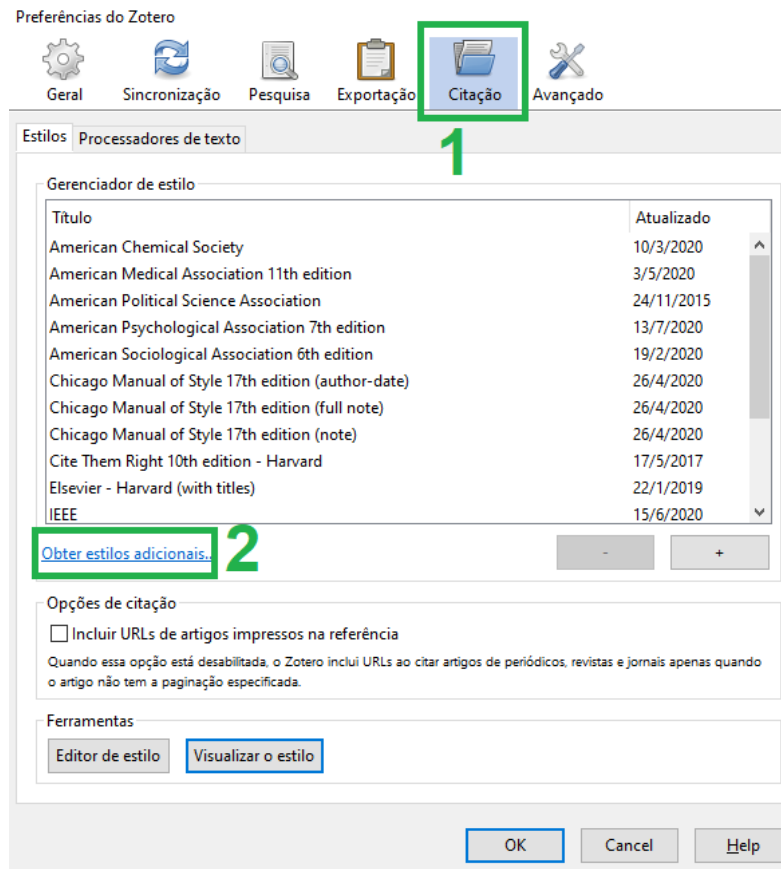 Preferências do Zotero
Geral Sincronização Pesquisa Exportação Citação Avançado
1
Estilos Processadores de texto
Gerenciador de estilo
Título Atualizado
American Chemical Society 10/3/2020
American Medical Association 11th edition 3/5/2020
American Political Science Association 24/11/2015
American Psychological Association 7th edition 13/7/2020
American Sociological Association 6th edition 19/2/2020
Chicago Manual of Style 17th edition (author-date) 26/4/2020
Chicago Manual of Style 17th edition (full note) 26/4/2020
Chicago Manual of Style 17th edition (note) 26/4/2020
Cite Them Right 10th edition - Harvard 17/5/2017
Elsevier - Harvard (with titles) 22/1/2019
IEEE 15/6/2020
Obter estilos adicionais... 2 - +
Opções de citação
Incluir URLs de artigos impressos na referência
Quando essa opção está desabilitada, o Zotero inclui URLs ao citar artigos de periódicos, revistas e jornais apenas quando
o artigo não tem a paginação especificada.
Ferramentas
Editor de estilo Visualizar o estilo
OK Cancel Help